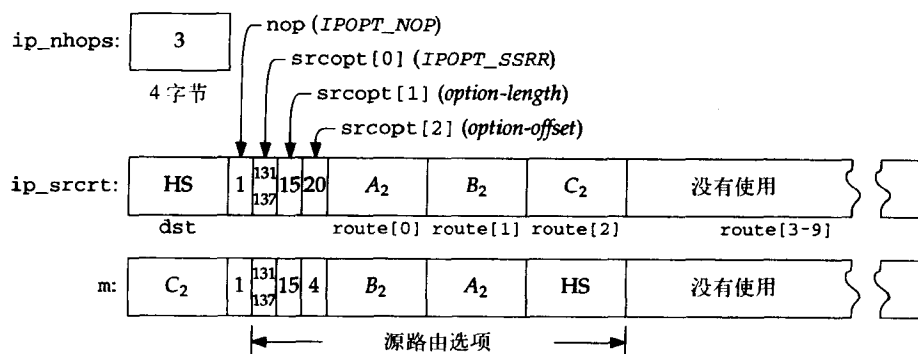 nop (IPOPT_NOP)
ip_nhops: 3
srcopt[0] (IPOPT_SSRR)
4字节
srcopt[1] (option-length)
srcopt[2] (option-offset)
ip_srcrt: HS 1 131 137 15 20 A₂ B₂ C₂ 没有使用
dst route[0] route[1] route[2] route[3-9]
m: C₂ 1 131 137 15 4 B₂ A₂ HS 没有使用
源路由选项